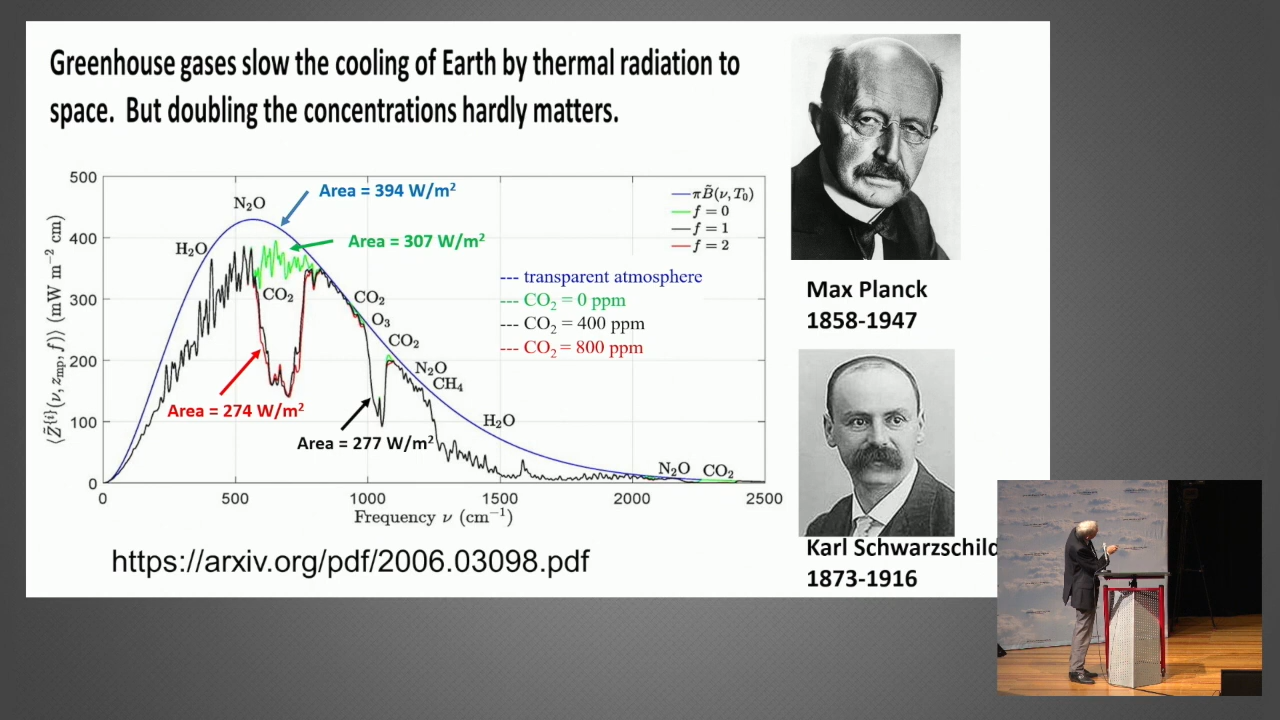 Greenhouse gases slow the cooling of Earth by thermal radiation to
space. But doubling the concentrations hardly matters.
500
400
300
200
100
0
0
500
1000
1500
2000
2500
⟨Z̃{i}(ν, zmp, f)⟩ (mW m−2 cm)
Frequency ν (cm−1)
Area = 394 W/m2
Area = 307 W/m2
Area = 274 W/m2
Area = 277 W/m2
N2O
H2O
CO2
CO2
O3
CO2
N2O
CH4
H2O
N2O
CO2
πB̃(ν, T0)
f = 0
f = 1
f = 2
--- transparent atmosphere
--- CO2 = 0 ppm
--- CO2 = 400 ppm
--- CO2 = 800 ppm
https://arxiv.org/pdf/2006.03098.pdf
Max Planck
1858-1947
Karl Schwarzschild
1873-1916